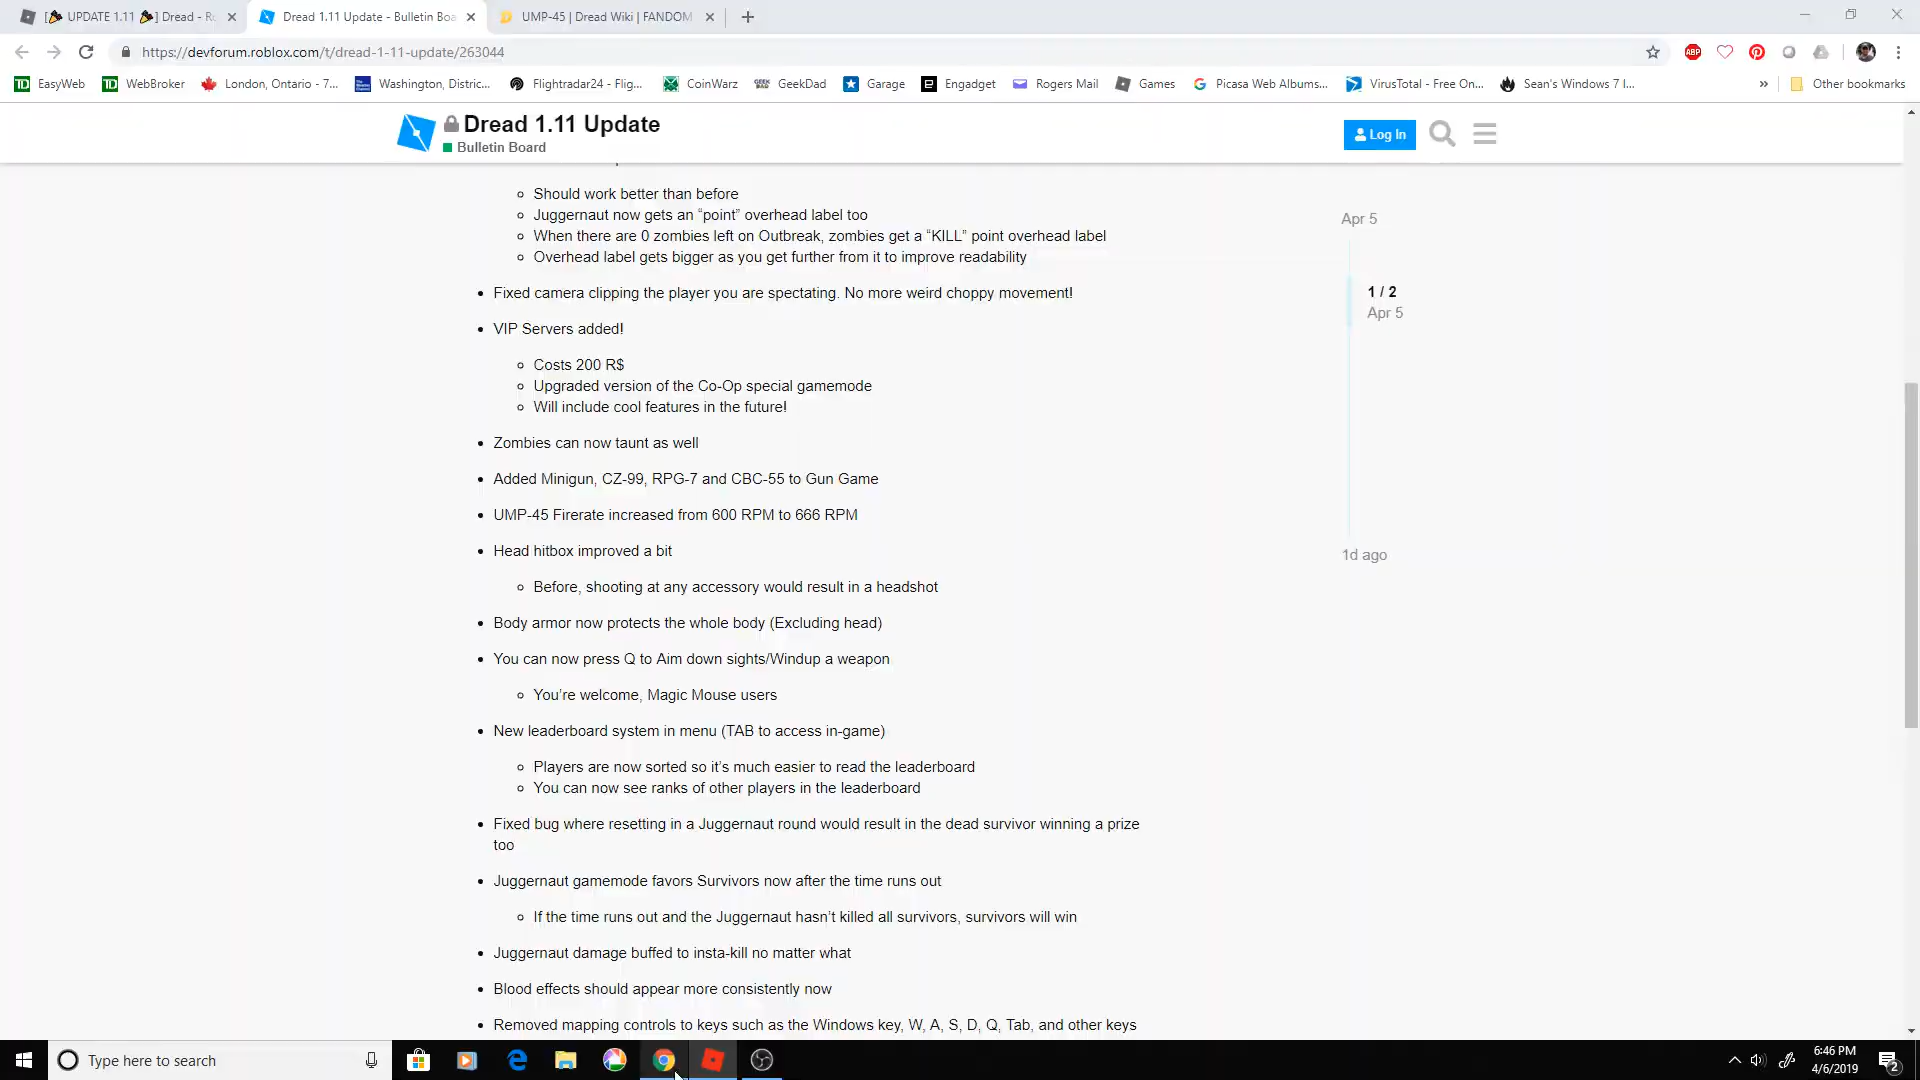 [🎉 UPDATE 1.11 🎉] Dread - Ro
Dread 1.11 Update - Bulletin Boa
UMP-45 | Dread Wiki | FANDOM
https://devforum.roblox.com/t/dread-1-11-update/263044
ABP
TD EasyWeb
TD WebBroker
London, Ontario - 7...
Washington, Distric...
Flightradar24 - Flig...
CoinWarz
GeekDad
Garage
Engadget
Rogers Mail
Games
Picasa Web Albums...
VirusTotal - Free On...
Sean's Windows 7 I...
»
Other bookmarks
Dread 1.11 Update
Bulletin Board
Log In
Should work better than before
Juggernaut now gets an “point” overhead label too
When there are 0 zombies left on Outbreak, zombies get a “KILL” point overhead label
Overhead label gets bigger as you get further from it to improve readability
Fixed camera clipping the player you are spectating. No more weird choppy movement!
VIP Servers added!
Costs 200 R$
Upgraded version of the Co-Op special gamemode
Will include cool features in the future!
Zombies can now taunt as well
Added Minigun, CZ-99, RPG-7 and CBC-55 to Gun Game
UMP-45 Firerate increased from 600 RPM to 666 RPM
Head hitbox improved a bit
Before, shooting at any accessory would result in a headshot
Body armor now protects the whole body (Excluding head)
You can now press Q to Aim down sights/Windup a weapon
You’re welcome, Magic Mouse users
New leaderboard system in menu (TAB to access in-game)
Players are now sorted so it’s much easier to read the leaderboard
You can now see ranks of other players in the leaderboard
Fixed bug where resetting in a Juggernaut round would result in the dead survivor winning a prize
too
Juggernaut gamemode favors Survivors now after the time runs out
If the time runs out and the Juggernaut hasn’t killed all survivors, survivors will win
Juggernaut damage buffed to insta-kill no matter what
Blood effects should appear more consistently now
Removed mapping controls to keys such as the Windows key, W, A, S, D, Q, Tab, and other keys
Apr 5
1 / 2
Apr 5
1d ago
Type here to search
6:46 PM
4/6/2019
2